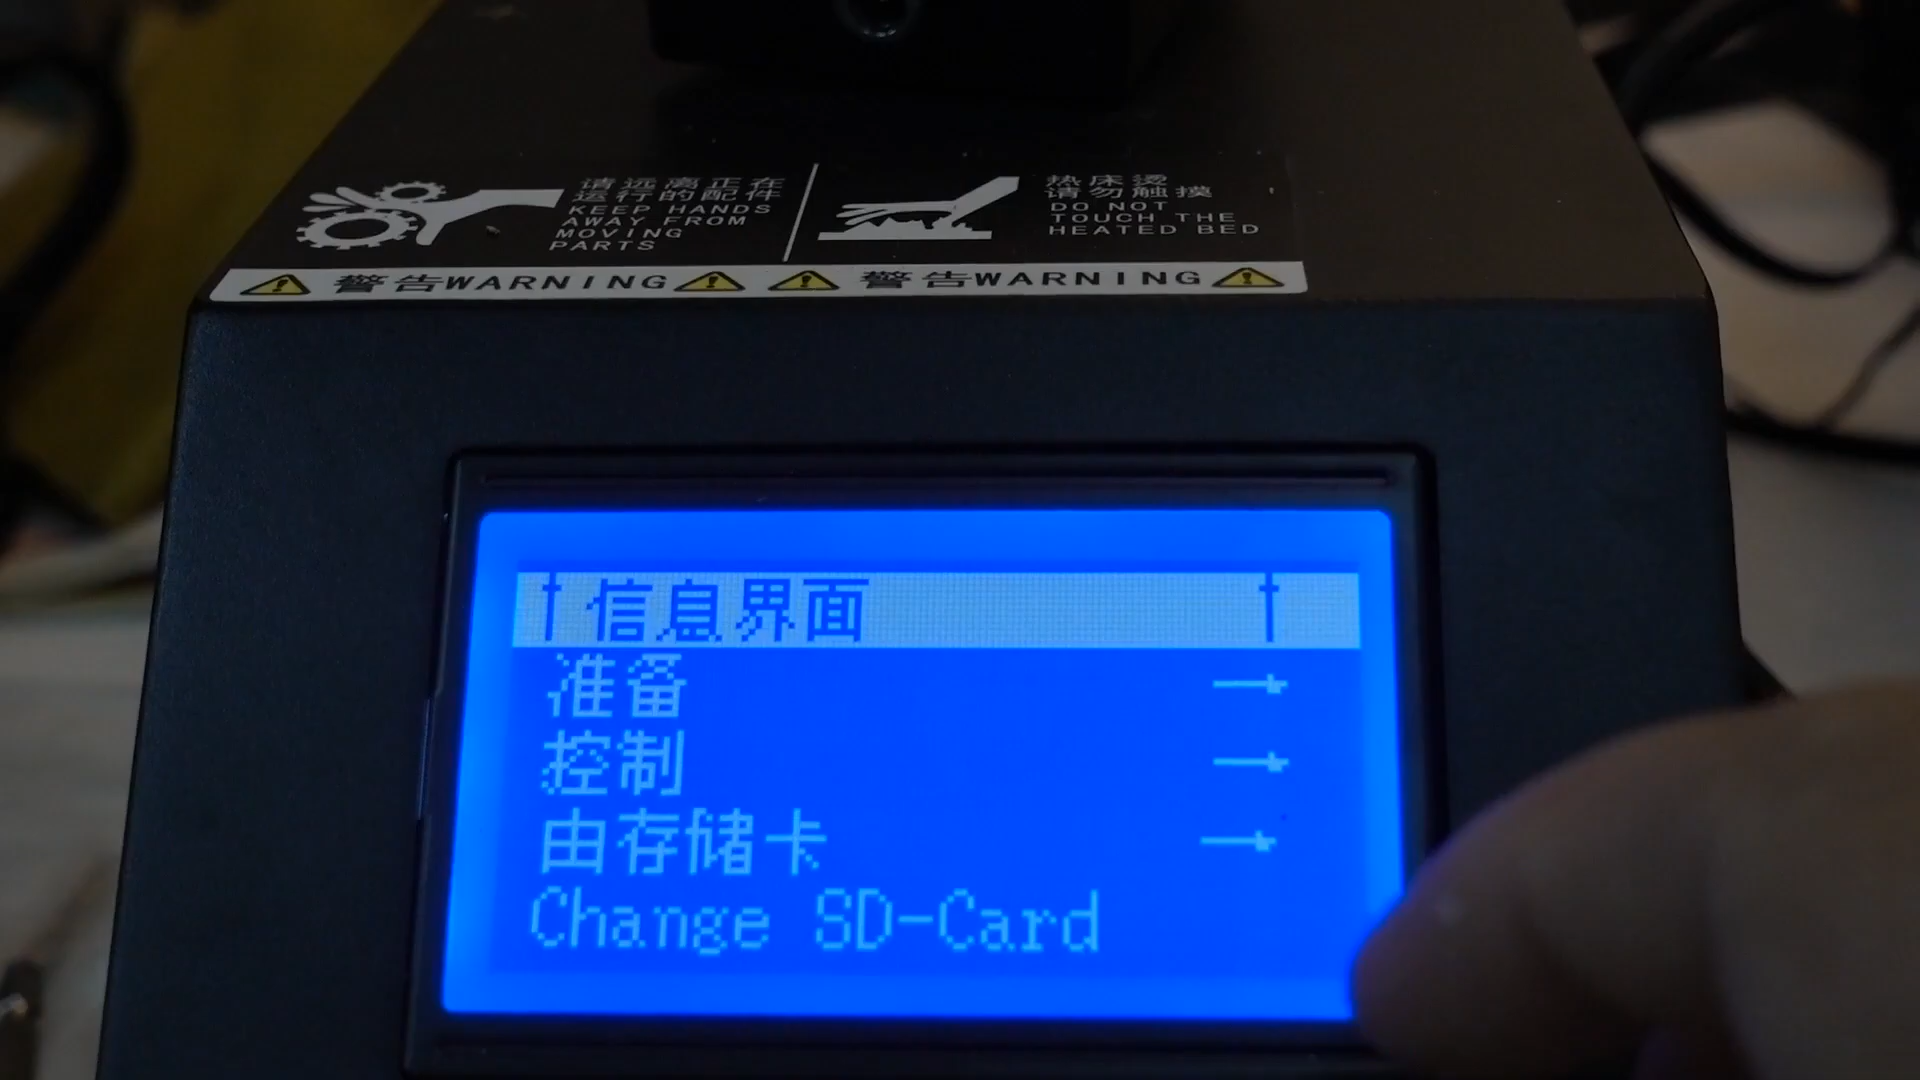 请远离正在
运行的配件
KEEP HANDS
AWAY FROM
MOVING
PARTS
热床烫
请勿触摸
DO NOT
TOUCH THE
HEATED BED
警告WARNING
警告WARNING
↑信息界面 ↑
准备 →
控制 →
由存储卡 →
Change SD-Card